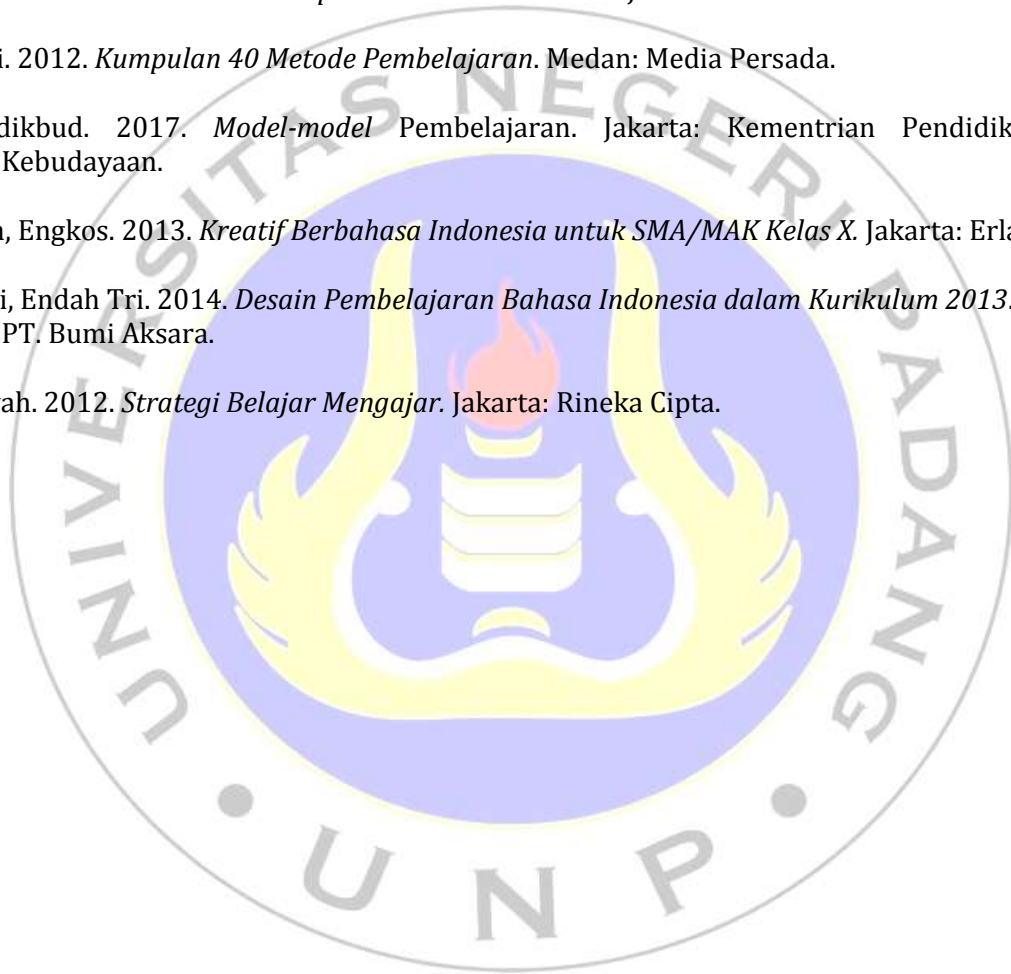 i. 2012. Kumpulan 40 Metode Pembelajaran. Medan: Media Persada.
dikbud. 2017. Model-model Pembelajaran. Jakarta: Kementrian Pendidik
Kebudayaan.
, Engkos. 2013. Kreatif Berbahasa Indonesia untuk SMA/MAK Kelas X. Jakarta: Erla
i, Endah Tri. 2014. Desain Pembelajaran Bahasa Indonesia dalam Kurikulum 2013.
PT. Bumi Aksara.
ah. 2012. Strategi Belajar Mengajar. Jakarta: Rineka Cipta.
UNIVERSITAS NEGERI PADANG
UNP